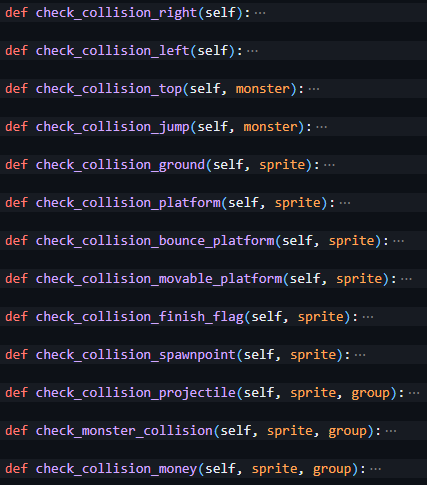 def check_collision_right(self):···
def check_collision_left(self):···
def check_collision_top(self, monster):···
def check_collision_jump(self, monster):···
def check_collision_ground(self, sprite):···
def check_collision_platform(self, sprite):···
def check_collision_bounce_platform(self, sprite):···
def check_collision_movable_platform(self, sprite):···
def check_collision_finish_flag(self, sprite):···
def check_collision_spawnpoint(self, sprite):···
def check_collision_projectile(self, sprite, group):···
def check_monster_collision(self, sprite, group):···
def check_collision_money(self, sprite, group):···